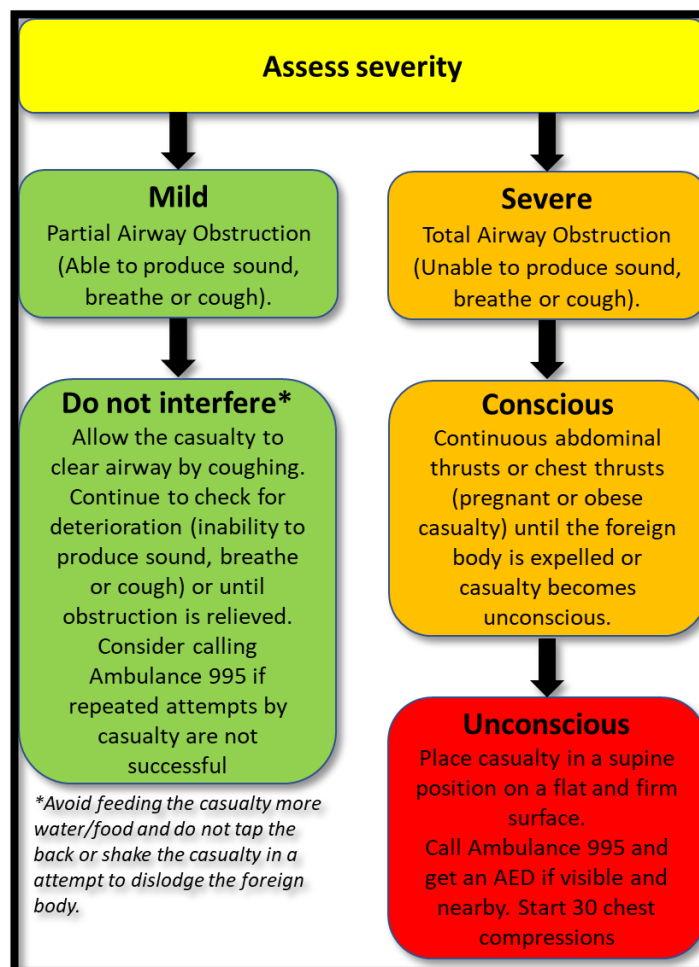 Assess severity
Mild
Partial Airway Obstruction
(Able to produce sound,
breathe or cough).
Do not interfere*
Allow the casualty to
clear airway by coughing.
Continue to check for
deterioration (inability to
produce sound, breathe
or cough) or until
obstruction is relieved.
Consider calling
Ambulance 995 if
repeated attempts by
casualty are not
successful
*Avoid feeding the casualty more
water/food and do not tap the
back or shake the casualty in a
attempt to dislodge the foreign
body.
Severe
Total Airway Obstruction
(Unable to produce sound,
breathe or cough).
Conscious
Continuous abdominal
thrusts or chest thrusts
(pregnant or obese
casualty) until the foreign
body is expelled or
casualty becomes
unconscious.
Unconscious
Place casualty in a supine
position on a flat and firm
surface.
Call Ambulance 995 and
get an AED if visible and
nearby. Start 30 chest
compressions